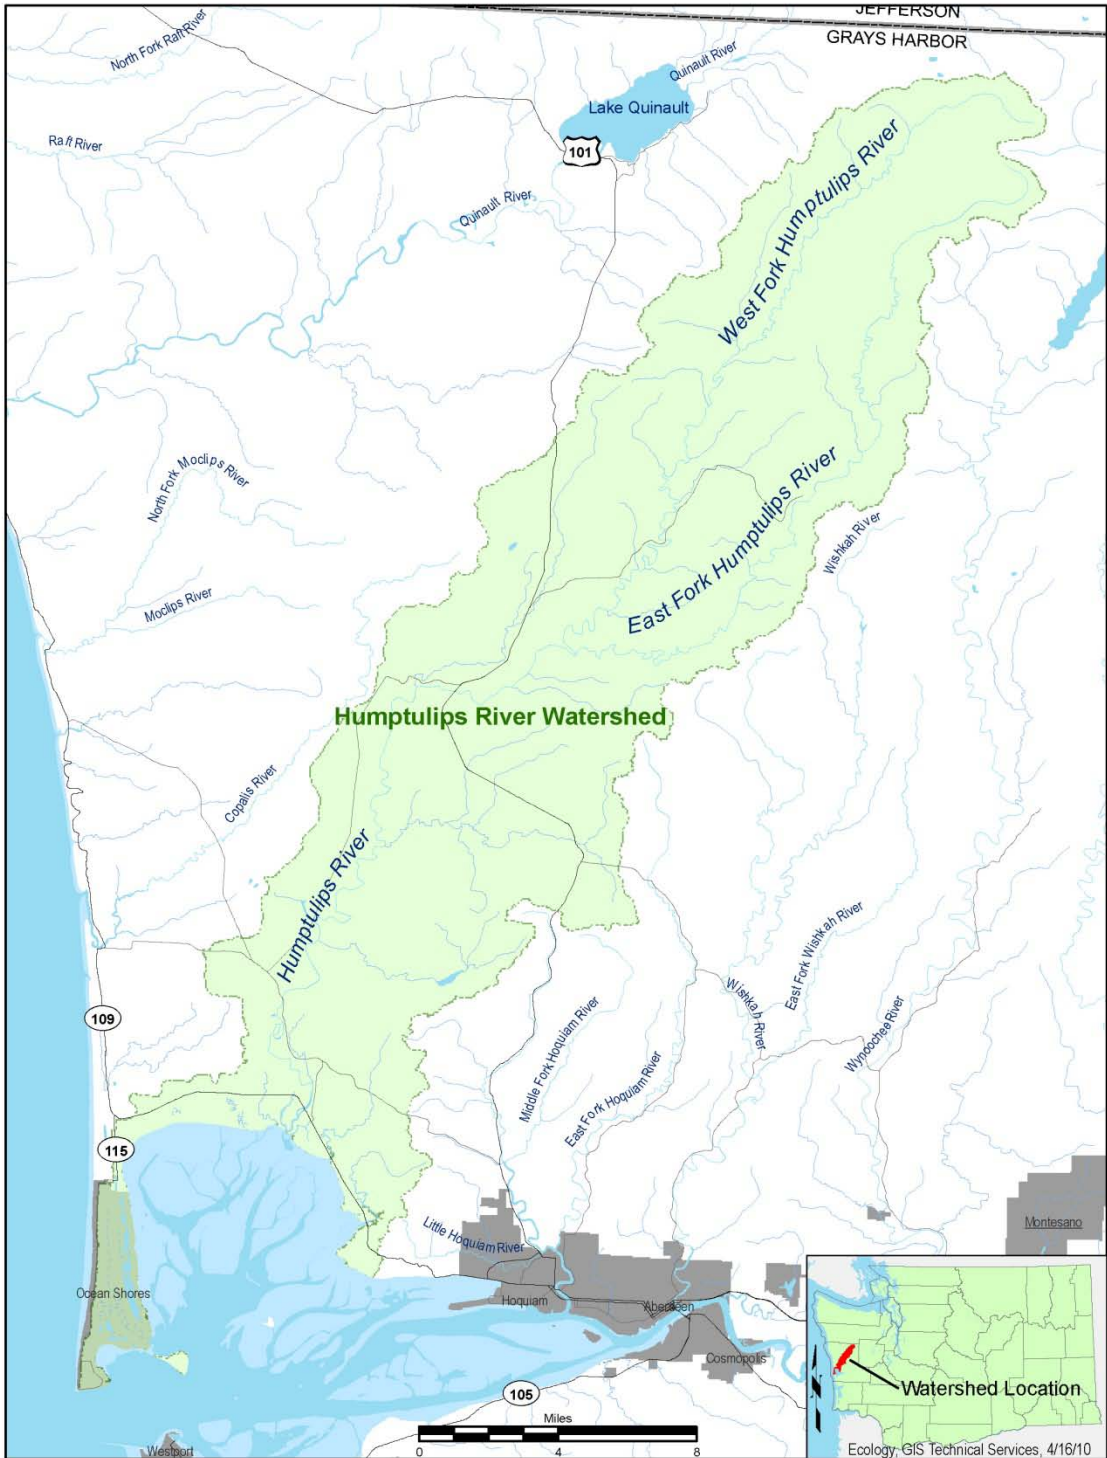 JEFFERSON
GRAYS HARBOR
North Fork Raft River
Quinault River
Lake Quinault
Raft River
101
Quinault River
West Fork Humptulips River
North Fork Moclips River
East Fork Humptulips River
Wishkah River
Moclips River
Humptulips River Watershed
Copalis River
Humptulips River
East Fork Wishkah River
Wishkah River
Wynoochee River
109
Middle Fork Hoquiam River
East Fork Hoquiam River
115
Little Hoquiam River
Montesano
Ocean Shores
Hoquiam
Aberdeen
Cosmopolis
105
Westport
Miles
0 4 8
N
Watershed Location
Ecology, GIS Technical Services, 4/16/10